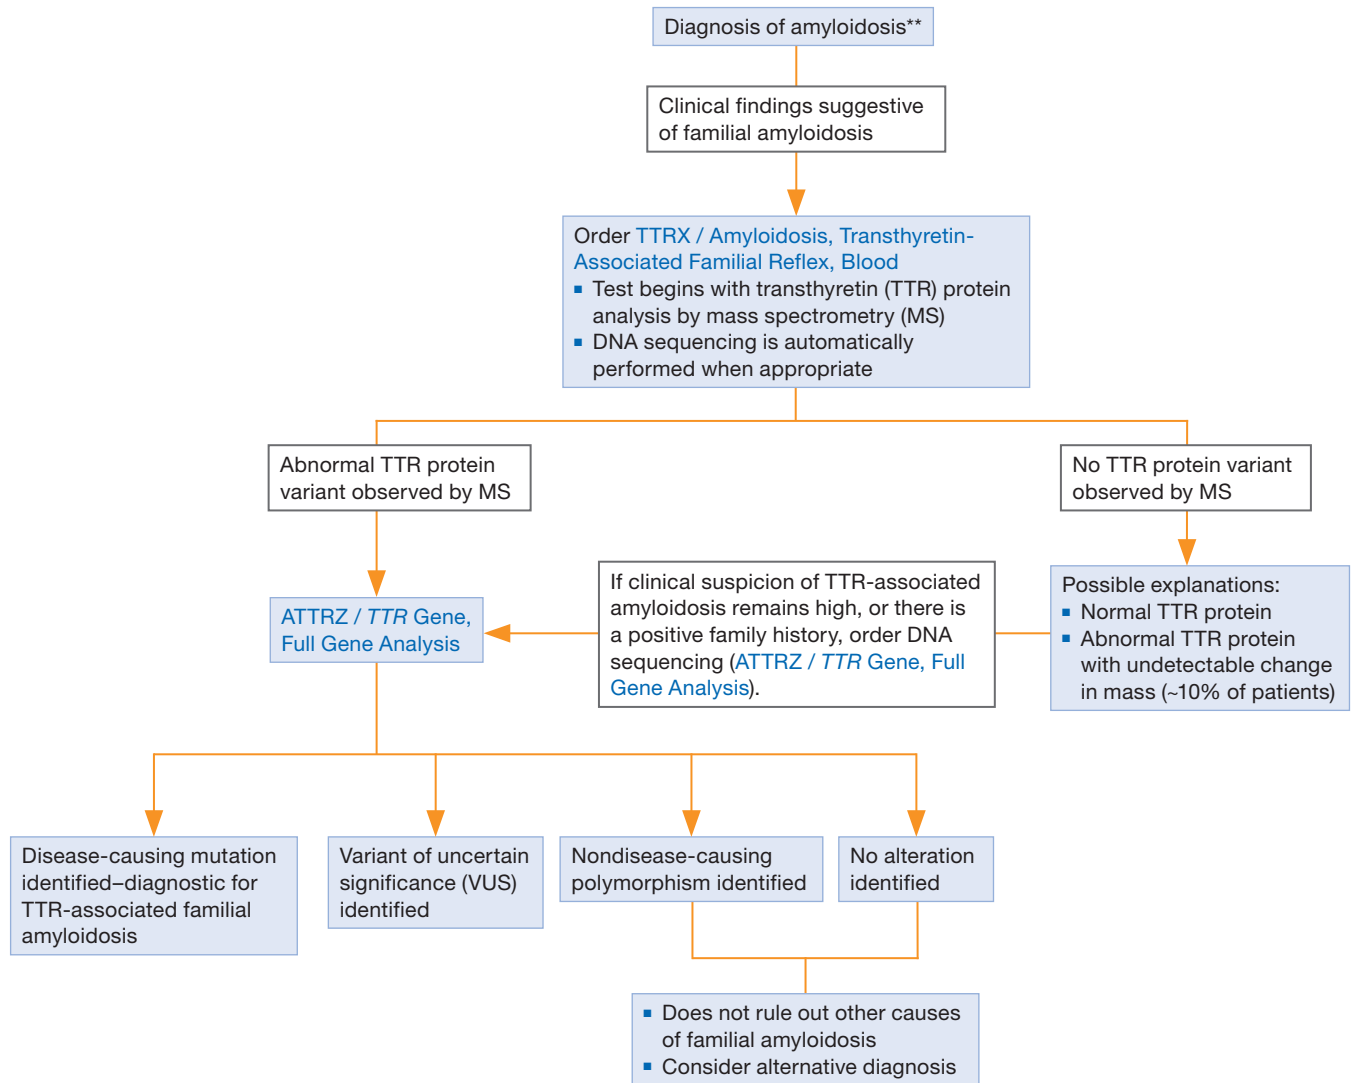 Diagnosis of amyloidosis**
Clinical findings suggestive
of familial amyloidosis
Order TTRX / Amyloidosis, Transthyretin-
Associated Familial Reflex, Blood
▪ Test begins with transthyretin (TTR) protein
analysis by mass spectrometry (MS)
▪ DNA sequencing is automatically
performed when appropriate
Abnormal TTR protein
variant observed by MS
No TTR protein variant
observed by MS
ATTRZ / TTR Gene,
Full Gene Analysis
If clinical suspicion of TTR-associated
amyloidosis remains high, or there is
a positive family history, order DNA
sequencing (ATTRZ / TTR Gene, Full
Gene Analysis).
Possible explanations:
▪ Normal TTR protein
▪ Abnormal TTR protein
with undetectable change
in mass (~10% of patients)
Disease-causing mutation
identified–diagnostic for
TTR-associated familial
amyloidosis
Variant of uncertain
significance (VUS)
identified
Nondisease-causing
polymorphism identified
No alteration
identified
▪ Does not rule out other causes
of familial amyloidosis
▪ Consider alternative diagnosis